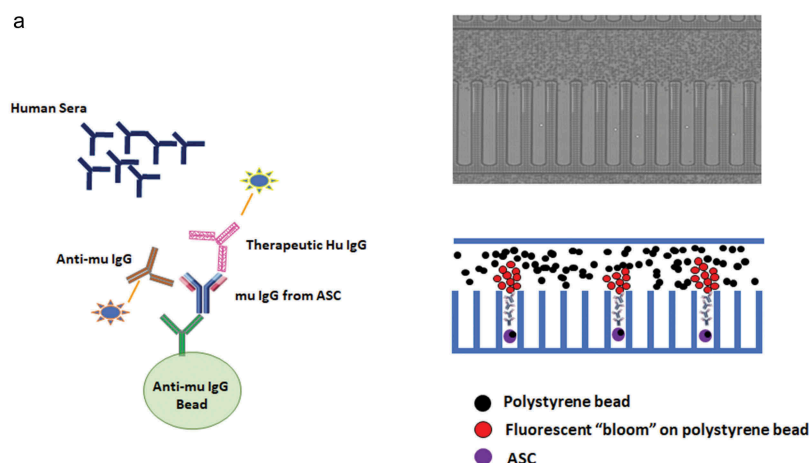 a
Human Sera
Anti-mu IgG
Therapeutic Hu IgG
mu IgG from ASC
Anti-mu IgG
Bead
Polystyrene bead
Fluorescent “bloom” on polystyrene bead
ASC